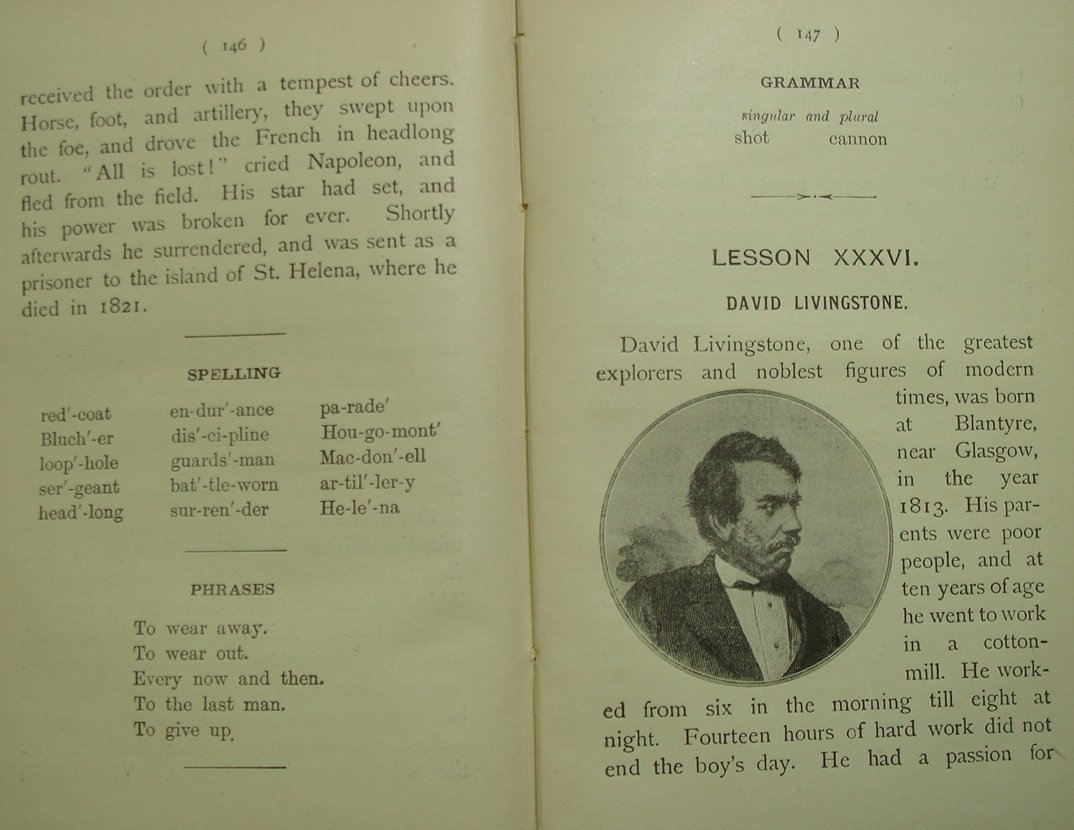 ( 146 )
received the order with a tempest of cheers.
Horse, foot, and artillery, they swept upon
the foe, and drove the French in headlong
rout. "All is lost!" cried Napoleon, and
fled from the field. His star had set, and
his power was broken for ever. Shortly
afterwards he surrendered, and was sent as a
prisoner to the island of St. Helena, where he
died in 1821.
SPELLING
red′-coat en-dur′-ance pa-rade′
Bluch′-er dis′-ci-pline Hou-go-mont′
loop′-hole guards′-man Mac-don′-ell
ser′-geant bat′-tle-worn ar-til′-ler-y
head′-long sur-ren′-der He-le′-na
PHRASES
To wear away.
To wear out.
Every now and then.
To the last man.
To give up.
( 147 )
GRAMMAR
singular and plural
shot cannon
LESSON XXXVI.
DAVID LIVINGSTONE.
David Livingstone, one of the greatest
explorers and noblest figures of modern
times, was born
at Blantyre,
near Glasgow,
in the year
1813. His par-
ents were poor
people, and at
ten years of age
he went to work
in a cotton-
mill. He work-
ed from six in the morning till eight at
night. Fourteen hours of hard work did not
end the boy's day. He had a passion for